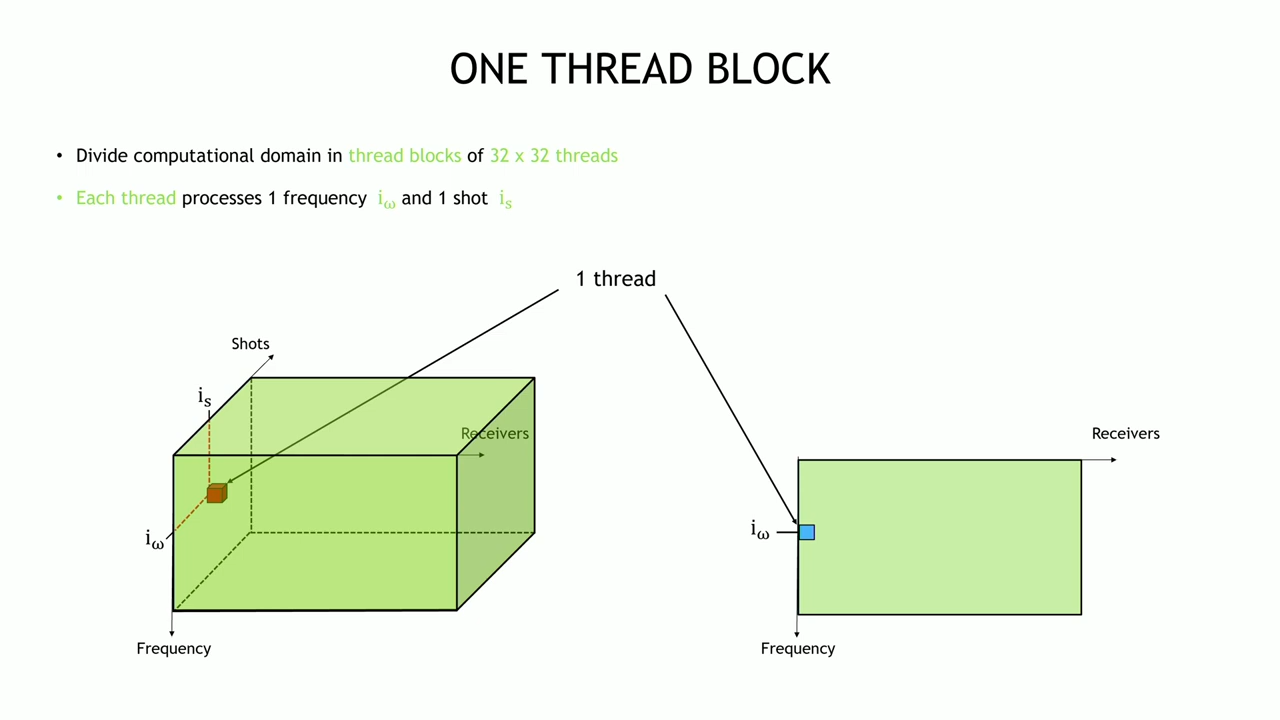 ONE THREAD BLOCK
• Divide computational domain in thread blocks of 32 x 32 threads
• Each thread processes 1 frequency iω and 1 shot is
1 thread
Shots
is
Receivers
iω
Frequency
Receivers
iω
Frequency